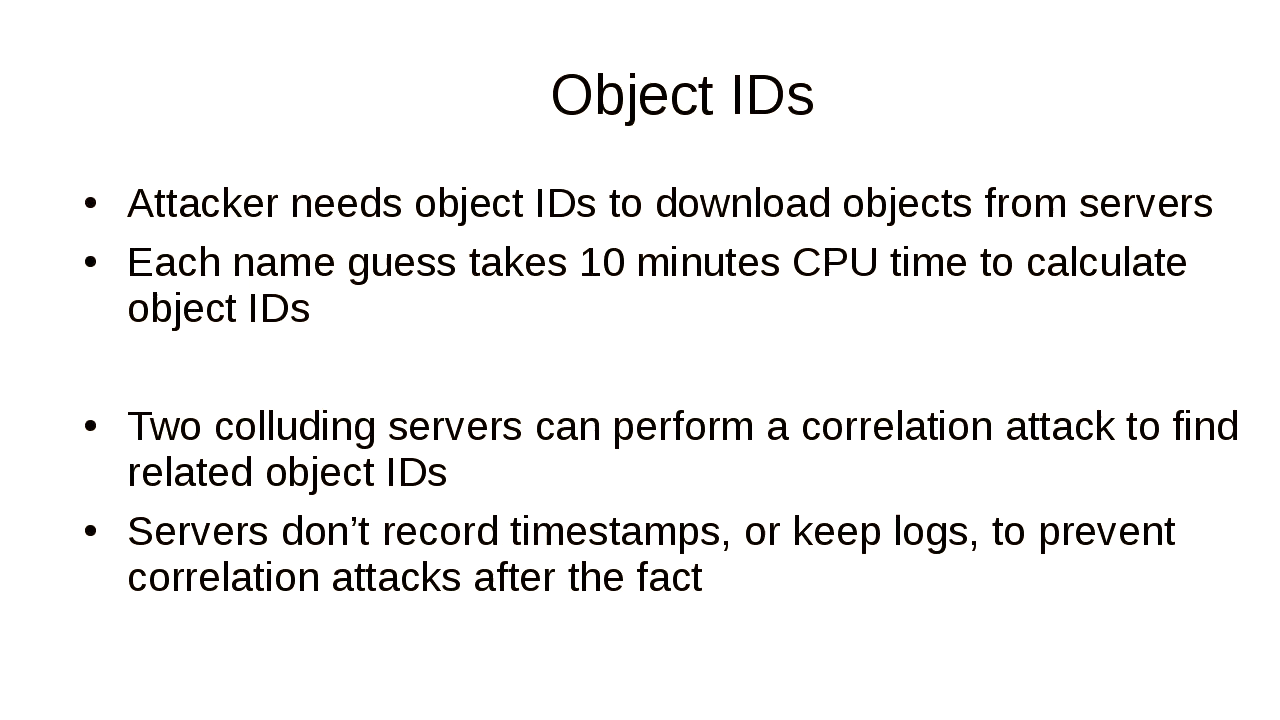 Object IDs
• Attacker needs object IDs to download objects from servers
• Each name guess takes 10 minutes CPU time to calculate
object IDs
• Two colluding servers can perform a correlation attack to find
related object IDs
• Servers don’t record timestamps, or keep logs, to prevent
correlation attacks after the fact